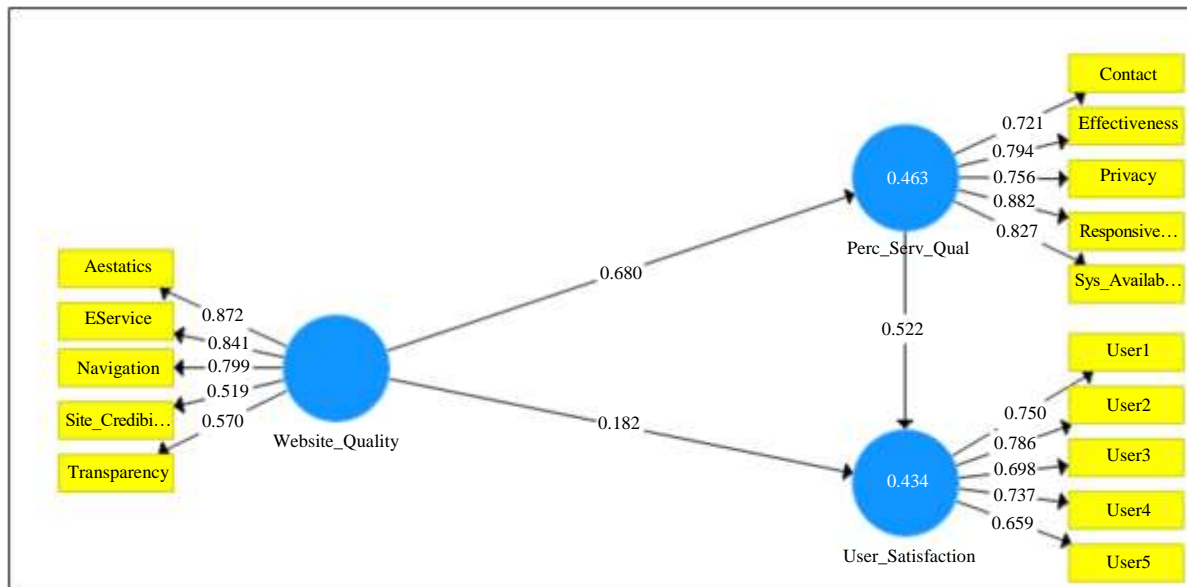 Contact
0.721
Effectiveness
0.794
0.463
0.756
Privacy
0.882
Responsive…
0.827
Perc_Serv_Qual
Sys_Availab…
Aestatics
0.680
0.872
EService
0.841
0.522
Navigation
0.799
0.519
Site_Credibi…
0.570
Transparency
Website_Quality
0.182
User1
0.750
User2
0.786
0.434
0.698
User3
0.737
User4
0.659
User_Satisfaction
User5